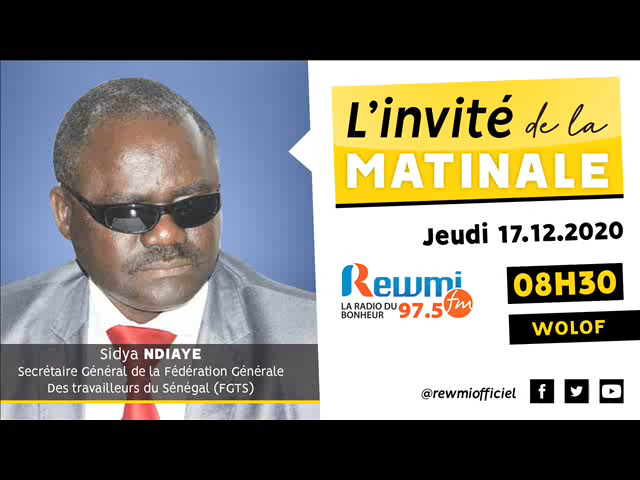 L'invité de la
MATINALE
Jeudi 17.12.2020
Rewmi fm
LA RADIO DU
BONHEUR 97.5
08H30
WOLOF
Sidya NDIAYE
Secrétaire Général de la Fédération Générale
Des travailleurs du Sénégal (FGTS)
@rewmiofficiel